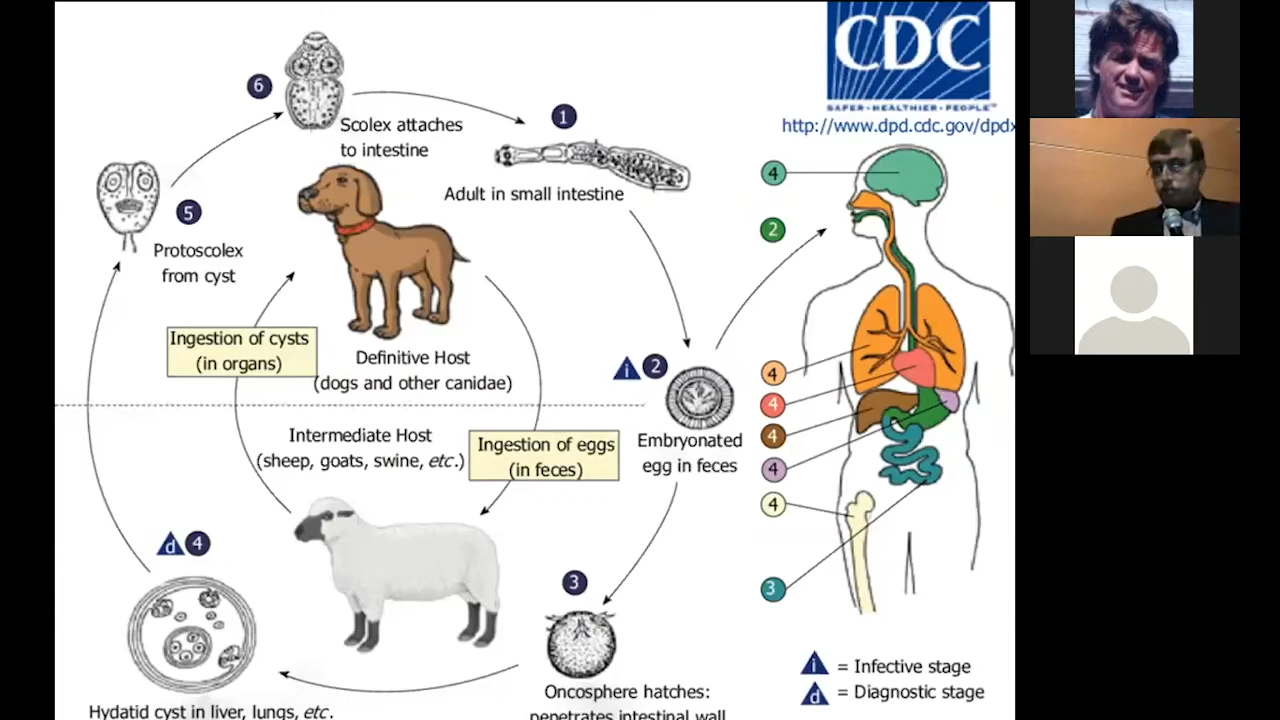 CDC
SAFER • HEALTHIER • PEOPLE™
http://www.dpd.cdc.gov/dpdx
6
Scolex attaches
to intestine
1
Adult in small intestine
5
Protoscolex
from cyst
Ingestion of cysts
(in organs)
Definitive Host
(dogs and other canidae)
i 2
Embryonated
egg in feces
Intermediate Host
(sheep, goats, swine, etc.)
Ingestion of eggs
(in feces)
d 4
Hydatid cyst in liver, lungs, etc.
3
Oncosphere hatches:
penetrates intestinal wall
4
2
4
4
4
4
4
3
i = Infective stage
d = Diagnostic stage